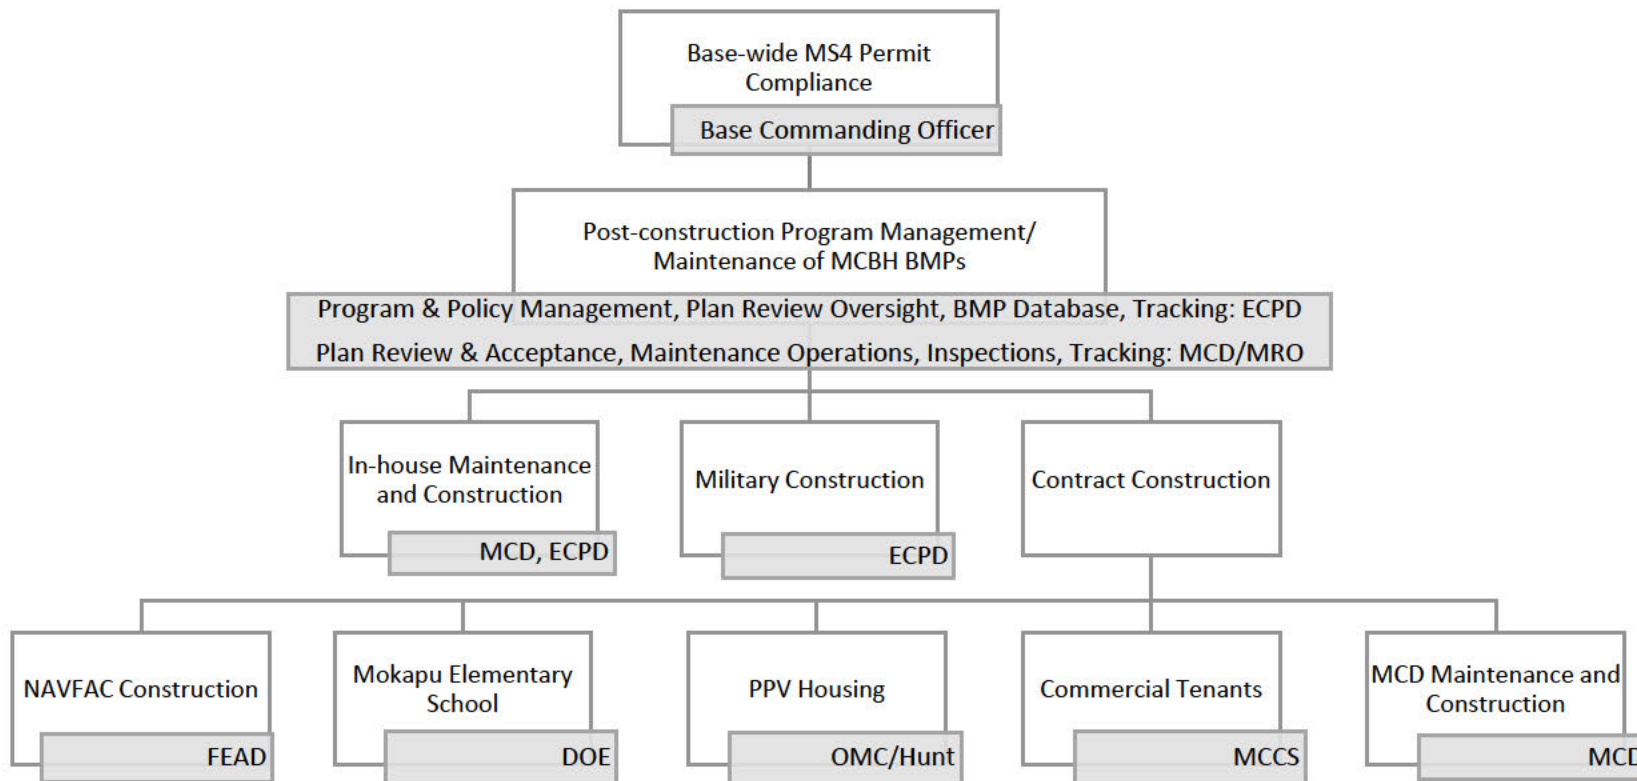 Base-wide MS4 Permit
Compliance
Base Commanding Officer
Post-construction Program Management/
Maintenance of MCBH BMPs
Program & Policy Management, Plan Review Oversight, BMP Database, Tracking: ECPD
Plan Review & Acceptance, Maintenance Operations, Inspections, Tracking: MCD/MRO
In-house Maintenance
and Construction
MCD, ECPD
Military Construction
ECPD
Contract Construction
NAVFAC Construction
FEAD
Mokapu Elementary
School
DOE
PPV Housing
OMC/Hunt
Commercial Tenants
MCCS
MCD Maintenance and
Construction
MCD